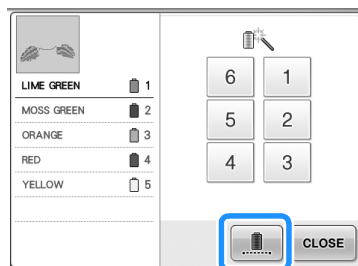 LIME GREEN 1
MOSS GREEN 2
ORANGE 3
RED 4
YELLOW 5
6 1
5 2
4 3
CLOSE